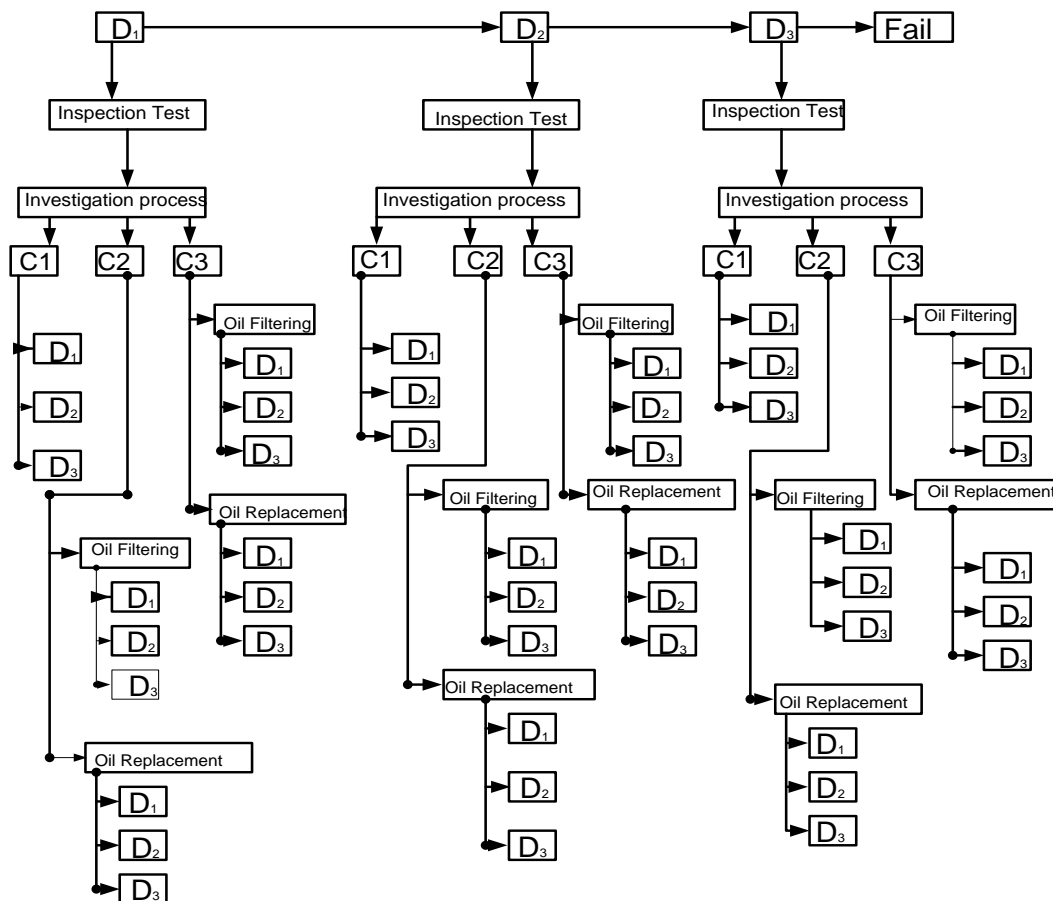 D₁ D₂ D₃ Fail
Inspection Test Inspection Test Inspection Test
Investigation process Investigation process Investigation process
C1 C2 C3 C1 C2 C3 C1 C2 C3
Oil Filtering Oil Filtering D₁ Oil Filtering
D₁ D₁ D₁ D₁ D₂ D₁
D₂ D₂ D₂ D₂ D₃ D₂
D₃ D₃ D₃ D₃ D₃
Oil Replacement Oil Filtering Oil Replacement Oil Filtering Oil Replacement
Oil Filtering D₁ D₁ D₁ D₁ D₁
D₁ D₂ D₂ D₂ D₂ D₂
D₂ D₃ D₃ D₃ D₃ D₃
D₃ Oil Replacement Oil Replacement
Oil Replacement D₁ D₁
D₁ D₂ D₂
D₂ D₃ D₃
D₃